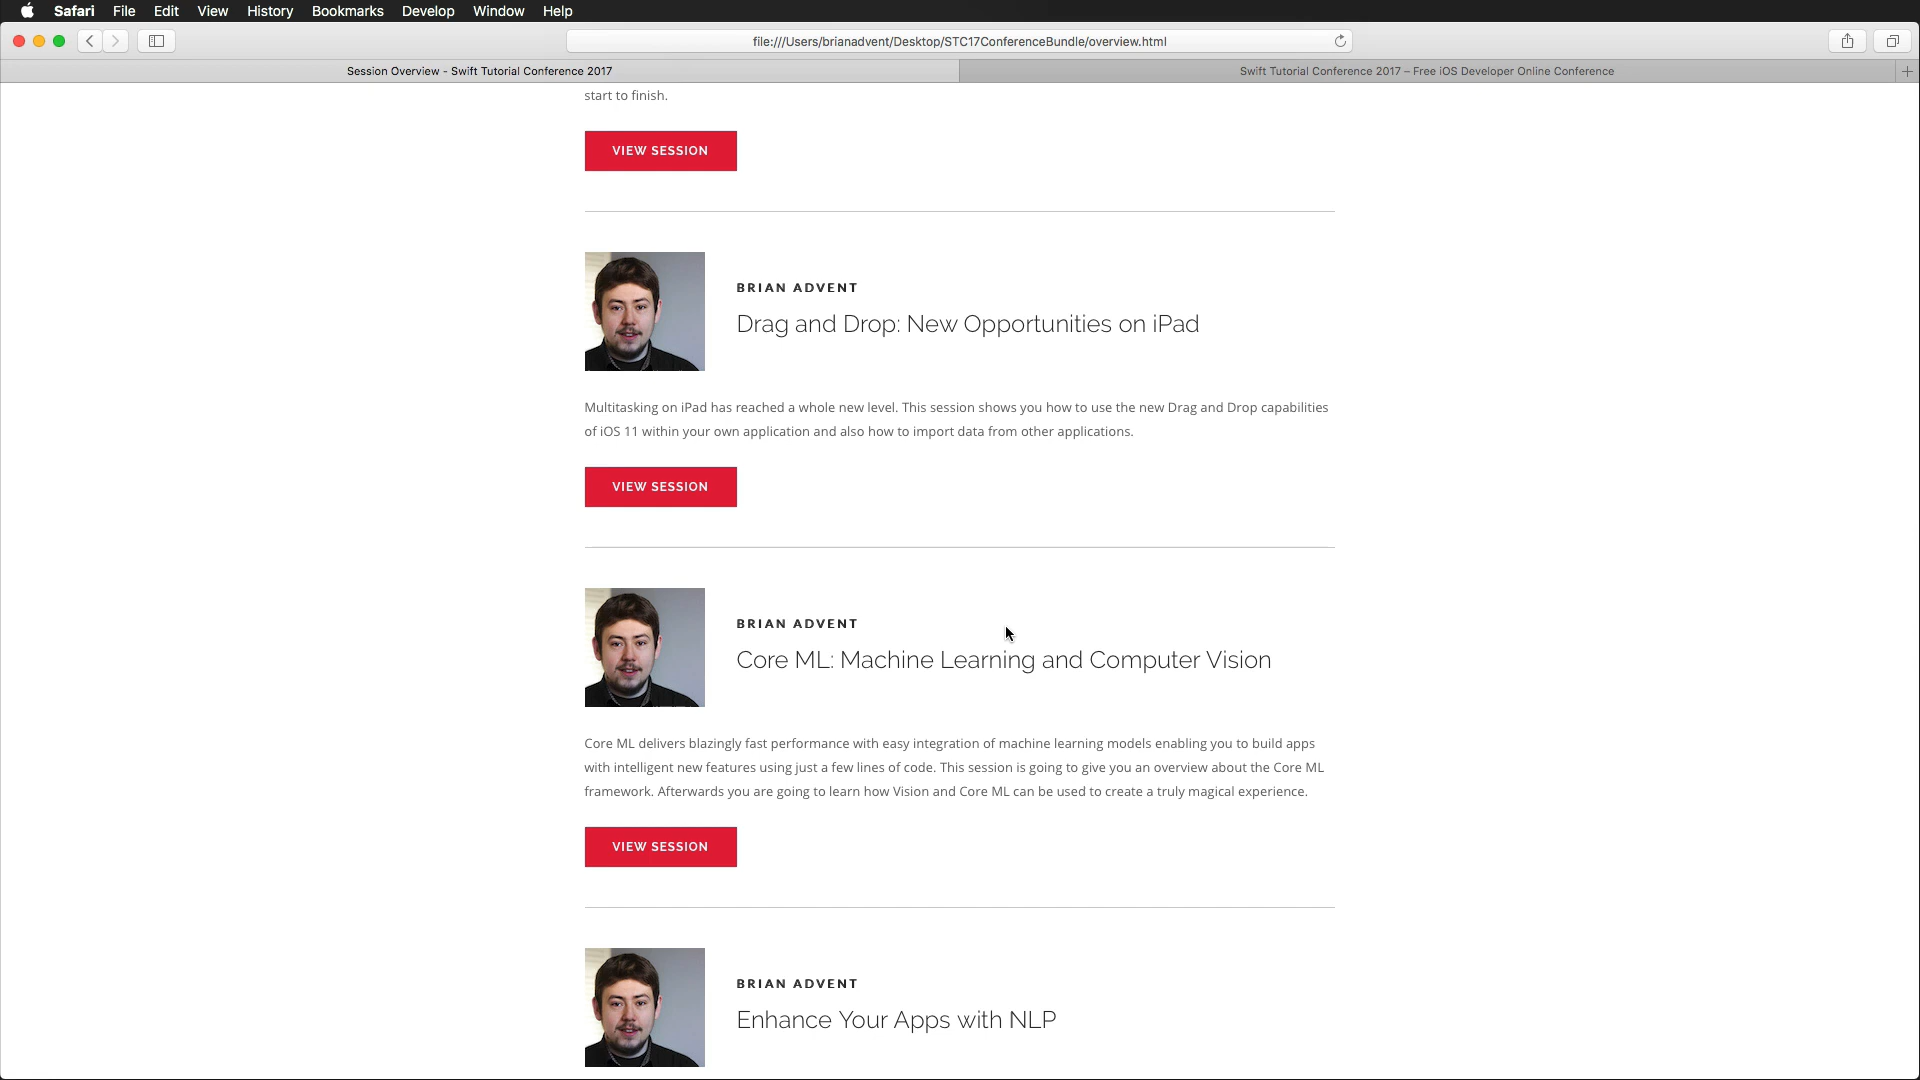 Safari File Edit View History Bookmarks Develop Window Help
file:///Users/brianadvent/Desktop/STC17ConferenceBundle/overview.html
Session Overview - Swift Tutorial Conference 2017
Swift Tutorial Conference 2017 – Free iOS Developer Online Conference
start to finish.
VIEW SESSION
BRIAN ADVENT
Drag and Drop: New Opportunities on iPad
Multitasking on iPad has reached a whole new level. This session shows you how to use the new Drag and Drop capabilities
of iOS 11 within your own application and also how to import data from other applications.
VIEW SESSION
BRIAN ADVENT
Core ML: Machine Learning and Computer Vision
Core ML delivers blazingly fast performance with easy integration of machine learning models enabling you to build apps
with intelligent new features using just a few lines of code. This session is going to give you an overview about the Core ML
framework. Afterwards you are going to learn how Vision and Core ML can be used to create a truly magical experience.
VIEW SESSION
BRIAN ADVENT
Enhance Your Apps with NLP